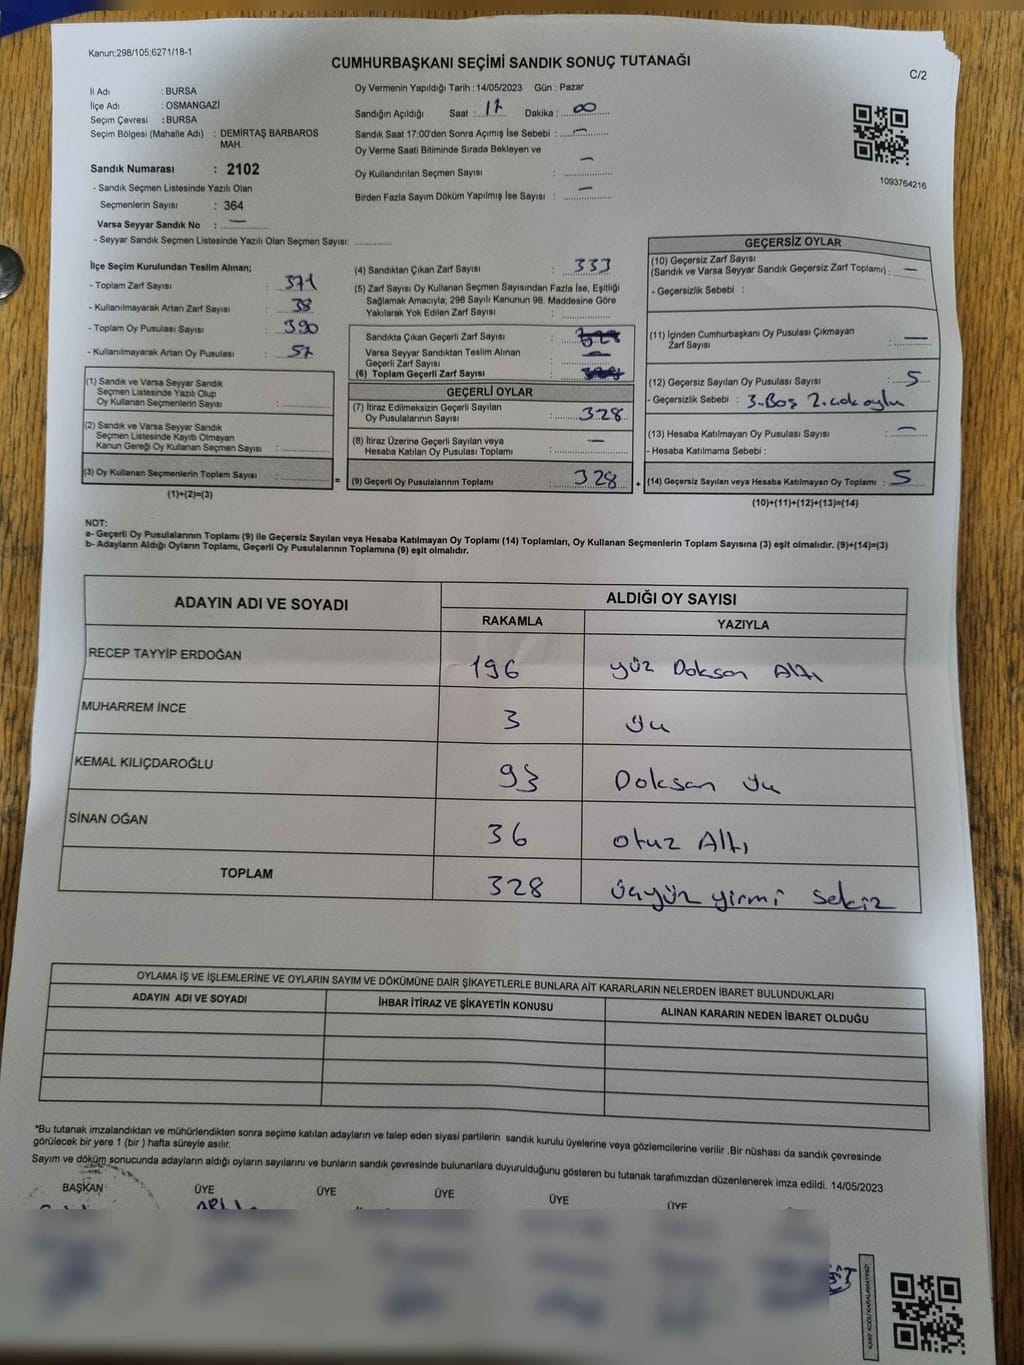 Kanun;298/105;6271/18-1
CUMHURBAŞKANI SEÇİMİ SANDIK SONUÇ TUTANAĞI
C/2
İl Adı : BURSA
İlçe Adı : OSMANGAZİ
Seçim Çevresi : BURSA
Seçim Bölgesi (Mahalle Adı) : DEMİRTAŞ BARBAROS
MAH.
Sandık Numarası : 2102
- Sandık Seçmen Listesinde Yazılı Olan
Seçmenlerin Sayısı : 364
Varsa Seyyar Sandık No : —
- Seyyar Sandık Seçmen Listesinde Yazılı Olan Seçmen Sayısı: ............
Oy Vermenin Yapıldığı Tarih : 14/05/2023 Gün : Pazar
Sandığın Açıldığı Saat : 17 Dakika : 00
Sandık Saat 17:00'den Sonra Açımış İse Sebebi : —
Oy Verme Saati Bitiminde Sırada Bekleyen ve
Oy Kullandırılan Seçmen Sayısı : —
Birden Fazla Sayım Döküm Yapılmış İse Sayısı : —
1093764216
İlçe Seçim Kurulundan Teslim Alınan;
- Toplam Zarf Sayısı : 371
- Kullanılmayarak Artan Zarf Sayısı : 38
- Toplam Oy Pusulası Sayısı : 390
- Kullanılmayarak Artan Oy Pusulası : 57
(1) Sandık ve Varsa Seyyar Sandık
Seçmen Listesinde Yazılı Olup
Oy Kullanan Seçmenlerin Sayısı : ............
(2) Sandık ve Varsa Seyyar Sandık
Seçmen Listesinde Kayıtlı Olmayan
Kanun Gereği Oy Kullanan Seçmen Sayısı : ............
(3) Oy Kullanan Seçmenlerin Toplam Sayısı : ............
(1)+(2)=(3)
=
(4) Sandıktan Çıkan Zarf Sayısı : 333
(5) Zarf Sayısı Oy Kullanan Seçmen Sayısından Fazla İse, Eşitliği
Sağlamak Amacıyla; 298 Sayılı Kanunun 98. Maddesine Göre
Yakılarak Yok Edilen Zarf Sayısı : ............
Sandıkta Çıkan Geçerli Zarf Sayısı :
Varsa Seyyar Sandıktan Teslim Alınan
Geçerli Zarf Sayısı : —
(6) Toplam Geçerli Zarf Sayısı :
GEÇERLİ OYLAR
(7) İtiraz Edilmeksizin Geçerli Sayılan
Oy Pusulalarının Sayısı : 328
(8) İtiraz Üzerine Geçerli Sayılan veya
Hesaba Katılan Oy Pusulası Toplamı : —
(9) Geçerli Oy Pusulalarının Toplamı : 328
+
GEÇERSİZ OYLAR
(10) Geçersiz Zarf Sayısı
(Sandık ve Varsa Seyyar Sandık Geçersiz Zarf Toplamı) : —
- Geçersizlik Sebebi :
(11) İçinden Cumhurbaşkanı Oy Pusulası Çıkmayan
Zarf Sayısı : —
(12) Geçersiz Sayılan Oy Pusulası Sayısı : 5
- Geçersizlik Sebebi : 3.Boş 2.cok oylu
(13) Hesaba Katılmayan Oy Pusulası Sayısı : —
- Hesaba Katılmama Sebebi :
(14) Geçersiz Sayılan veya Hesaba Katılmayan Oy Toplamı : 5
(10)+(11)+(12)+(13)=(14)
NOT:
a- Geçerli Oy Pusulalarının Toplamı (9) ile Geçersiz Sayılan veya Hesaba Katılmayan Oy Toplamı (14) Toplamları, Oy Kullanan Seçmenlerin Toplam Sayısına (3) eşit olmalıdır. (9)+(14)=(3)
b- Adayların Aldığı Oyların Toplamı, Geçerli Oy Pusulalarının Toplamına (9) eşit olmalıdır.
ADAYIN ADI VE SOYADI ALDIĞI OY SAYISI
RAKAMLA YAZIYLA
RECEP TAYYİP ERDOĞAN 196 yüz Doksan Altı
MUHARREM İNCE 3 üç
KEMAL KILIÇDAROĞLU 93 Doksan üç
SİNAN OĞAN 36 otuz Altı
TOPLAM 328 üçyüz yirmi sekiz
OYLAMA İŞ VE İŞLEMLERİNE VE OYLARIN SAYIM VE DÖKÜMÜNE DAİR ŞİKAYETLERLE BUNLARA AİT KARARLARIN NELERDEN İBARET BULUNDUKLARI
ADAYIN ADI VE SOYADI İHBAR İTİRAZ VE ŞİKAYETİN KONUSU ALINAN KARARIN NEDEN İBARET OLDUĞU
*Bu tutanak imzalandıktan ve mühürlendikten sonra seçime katılan adayların ve talep eden siyasi partilerin sandık kurulu üyelerine veya gözlemcilerine verilir .Bir nüshası da sandık çevresinde
görülecek bir yere 1 (bir ) hafta süreyle asılır.
Sayım ve döküm sonucunda adayların aldığı oyların sayılarını ve bunların sandık çevresinde bulunanlara duyurulduğunu gösteren bu tutanak tarafımızdan düzenlenerek imza edildi. 14/05/2023
BAŞKAN ÜYE ÜYE ÜYE ÜYE ÜYE
KARE KODU KARALAMAYINIZ!